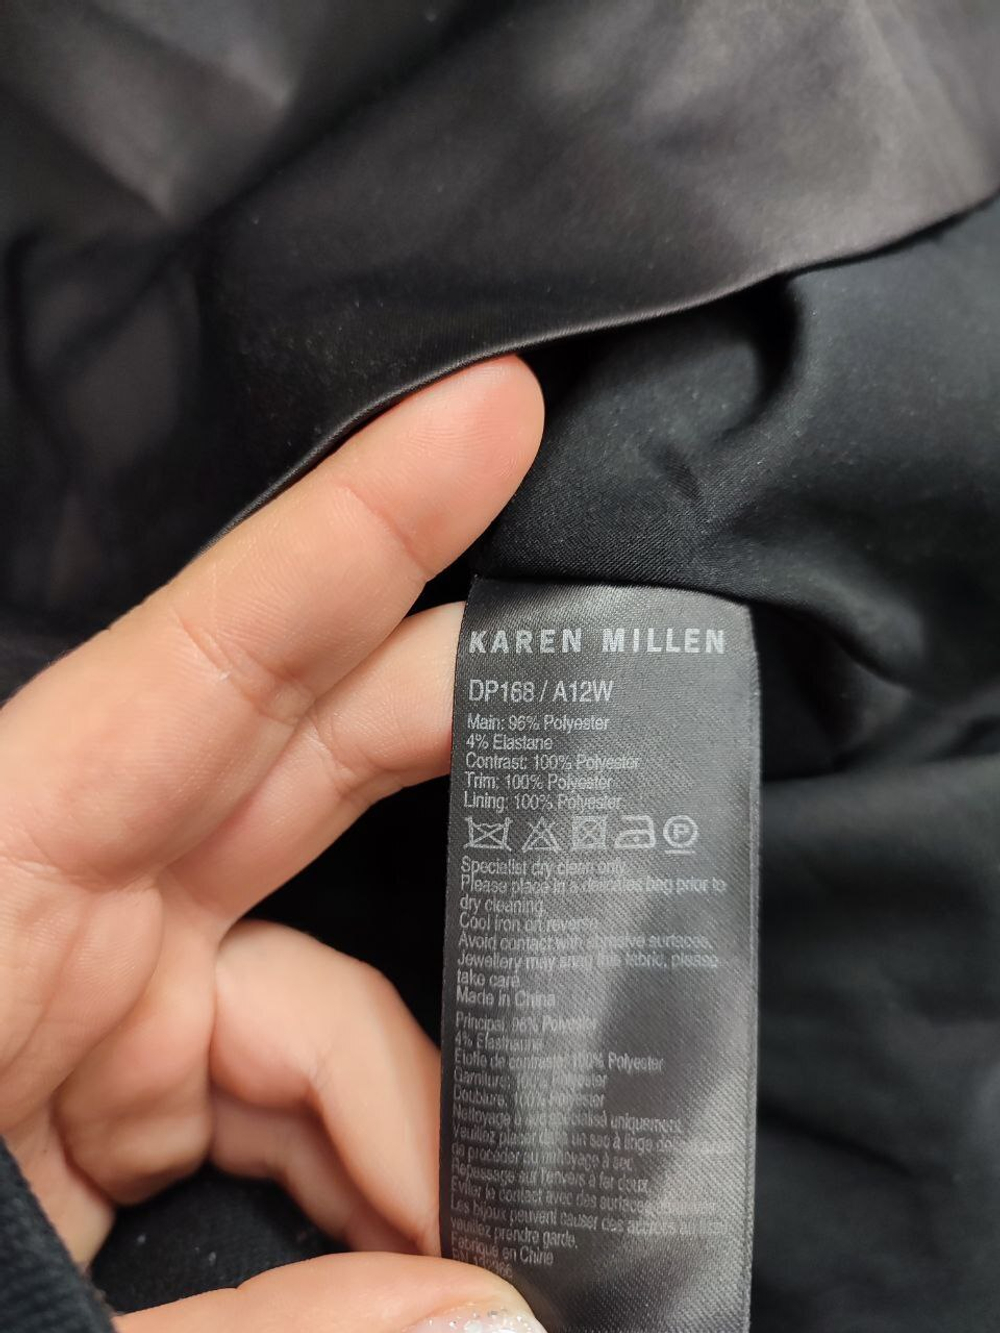 KAREN MILLEN
DP168 / A12W
Main: 96% Polyester
4% Elastane
Contrast: 100% Polyester
Trim: 100% Polyester
Lining: 100% Polyester
P
Specialist dry clean only.
Please place in a delicates bag prior to
dry cleaning.
Cool iron on reverse.
Avoid contact with abrasive surfaces.
Jewellery may snag this fabric, please
take care.
Made in China
Principal: 96% Polyester
4% Elasthanne
Etoffe de contraste: 100% Polyester
Garniture: 100% Polyester
Doublure: 100% Polyester
Nettoyage à sec uniquement.
Veuillez placer dans un sac à linge
de procéder au nettoyage à sec.
Repassage sur l'envers à fer doux.
Eviter le contact avec des surfaces
Les bijoux peuvent causer des accrocs au
veuillez prendre garde.
Fabriqué en Chine